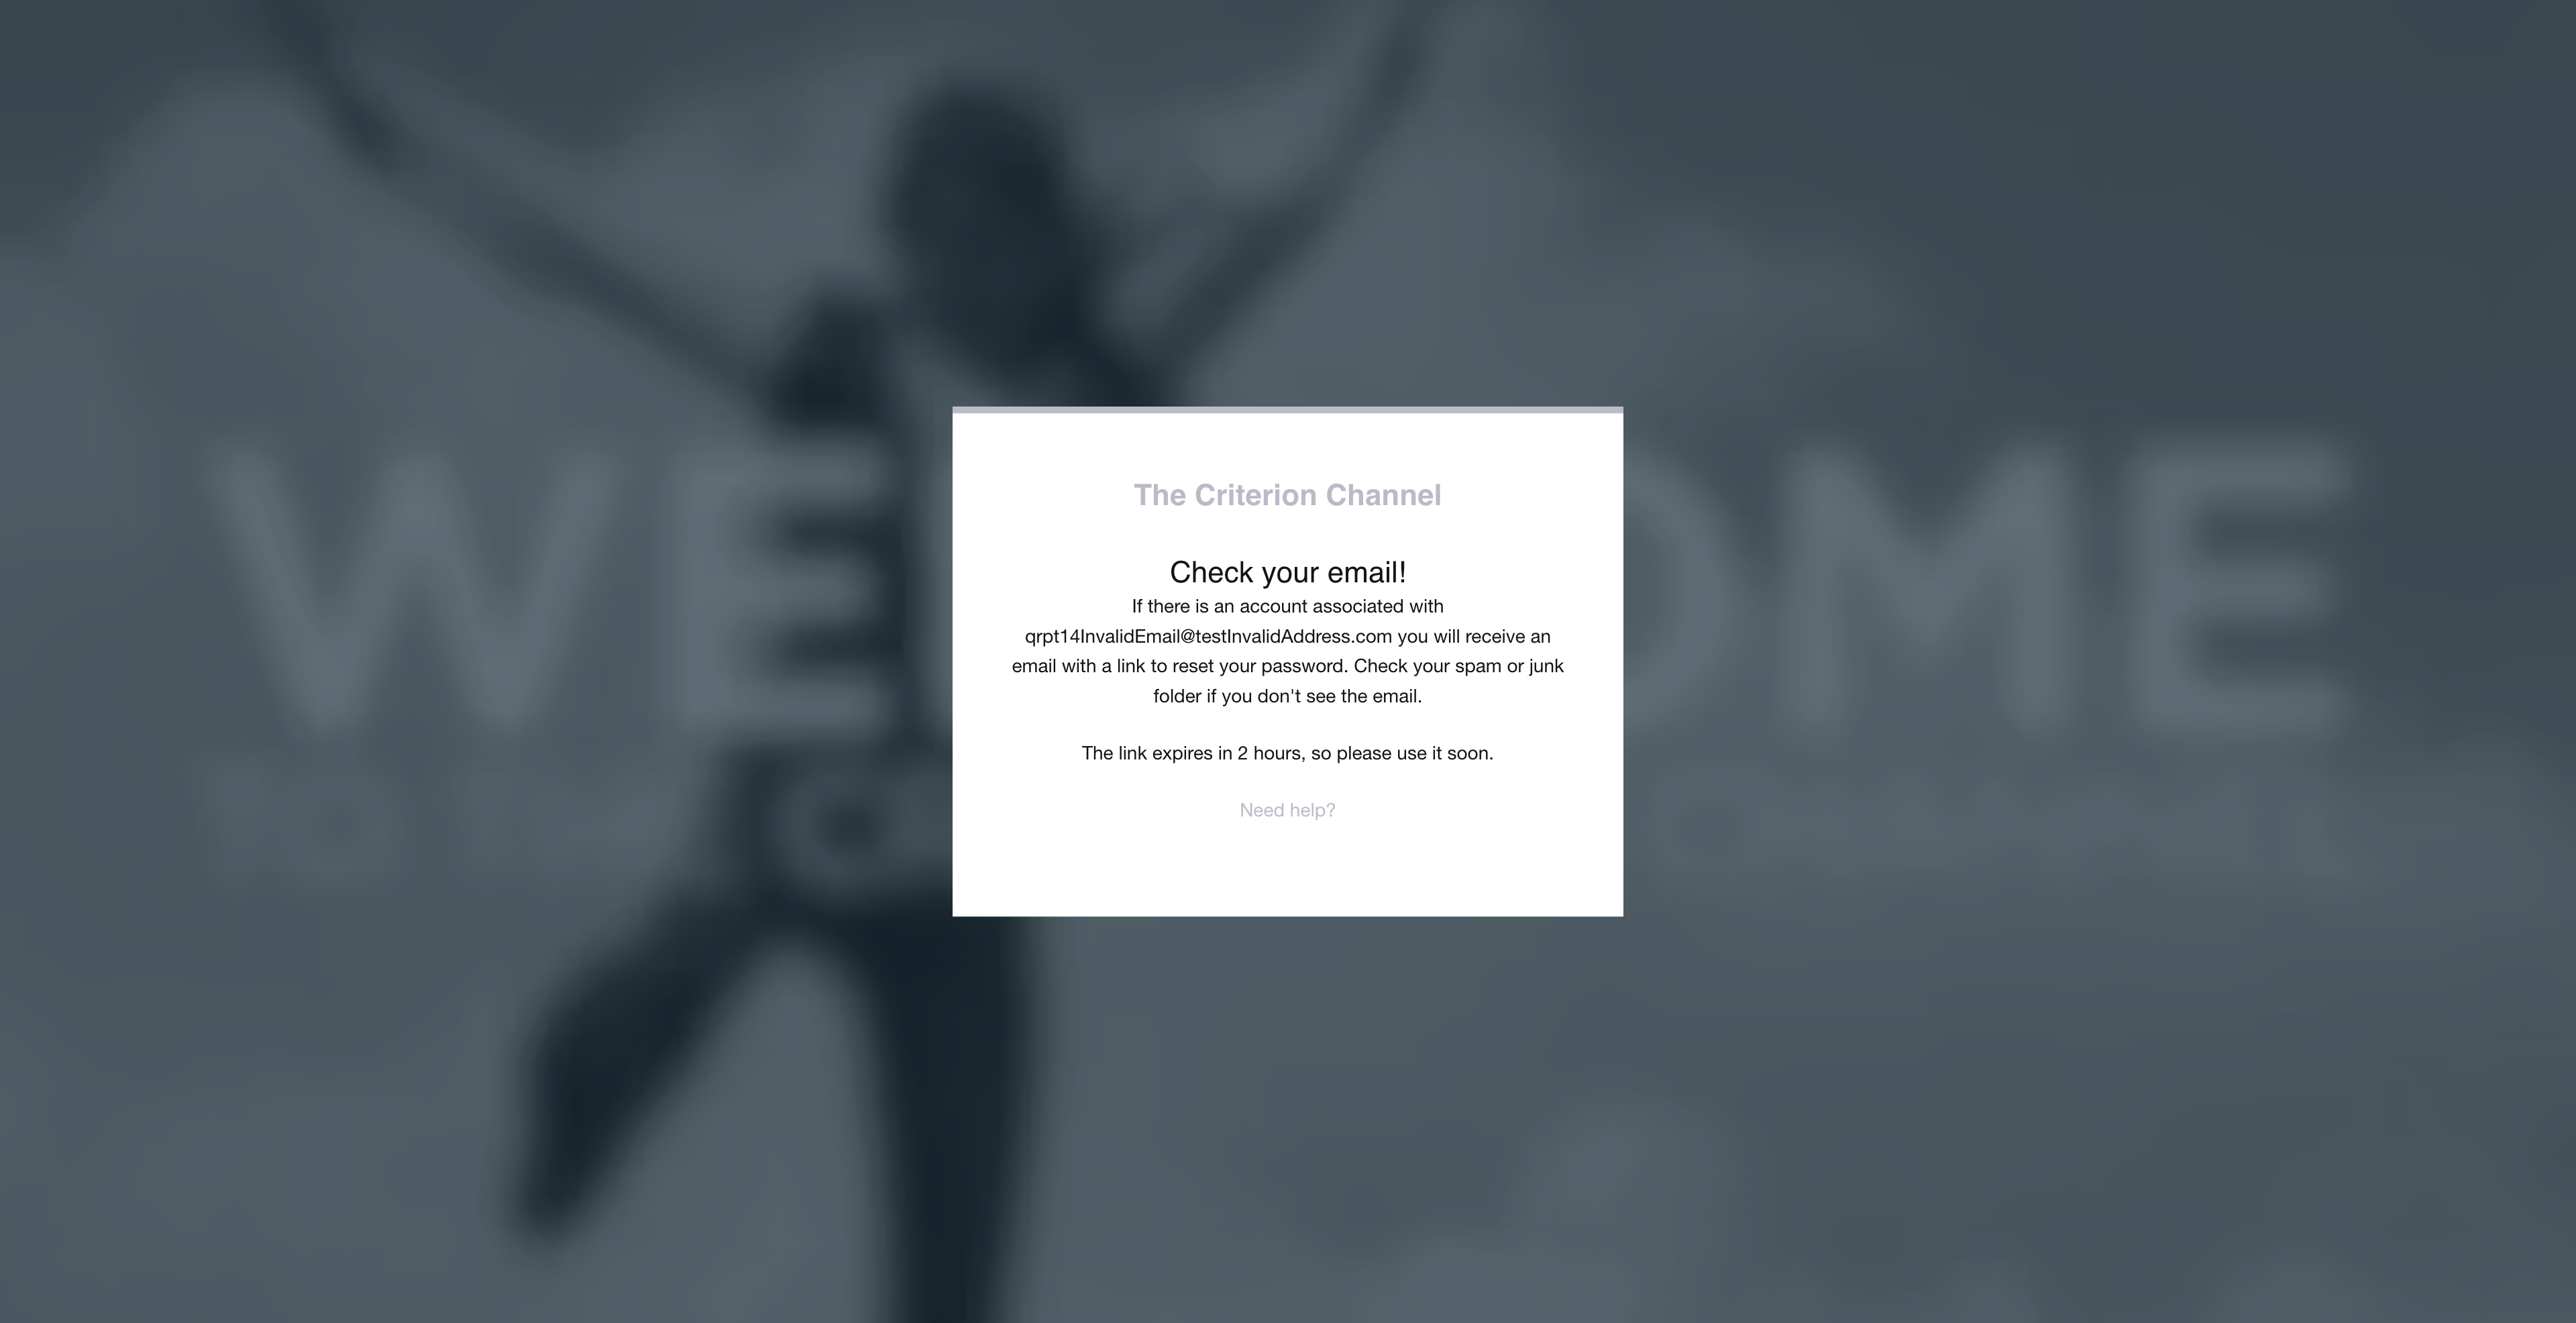 WE
OME
The Criterion Channel
Check your email!
If there is an account associated with
qrpt14InvalidEmail@testInvalidAddress.com you will receive an
email with a link to reset your password. Check your spam or junk
folder if you don't see the email.
The link expires in 2 hours, so please use it soon.
Need help?